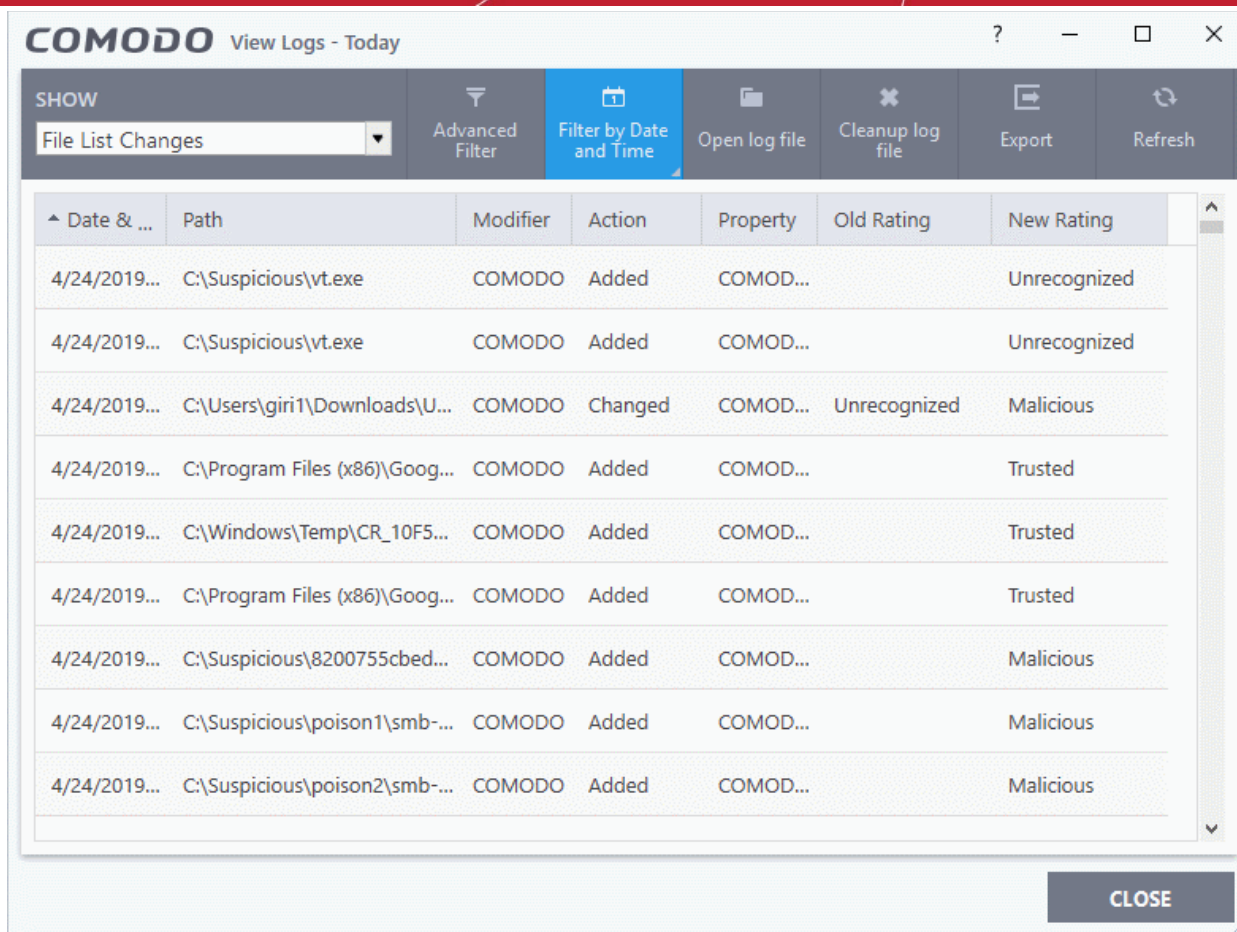 COMODO View Logs - Today
?
SHOW
File List Changes
Advanced Filter
Filter by Date and Time
Open log file
Cleanup log file
Export
Refresh
Date & ... Path Modifier Action Property Old Rating New Rating
4/24/2019... C:\Suspicious\vt.exe COMODO Added COMOD... Unrecognized
4/24/2019... C:\Suspicious\vt.exe COMODO Added COMOD... Unrecognized
4/24/2019... C:\Users\giri1\Downloads\U... COMODO Changed COMOD... Unrecognized Malicious
4/24/2019... C:\Program Files (x86)\Goog... COMODO Added COMOD... Trusted
4/24/2019... C:\Windows\Temp\CR_10F5... COMODO Added COMOD... Trusted
4/24/2019... C:\Program Files (x86)\Goog... COMODO Added COMOD... Trusted
4/24/2019... C:\Suspicious\8200755cbed... COMODO Added COMOD... Malicious
4/24/2019... C:\Suspicious\poison1\smb-... COMODO Added COMOD... Malicious
4/24/2019... C:\Suspicious\poison2\smb-... COMODO Added COMOD... Malicious
CLOSE